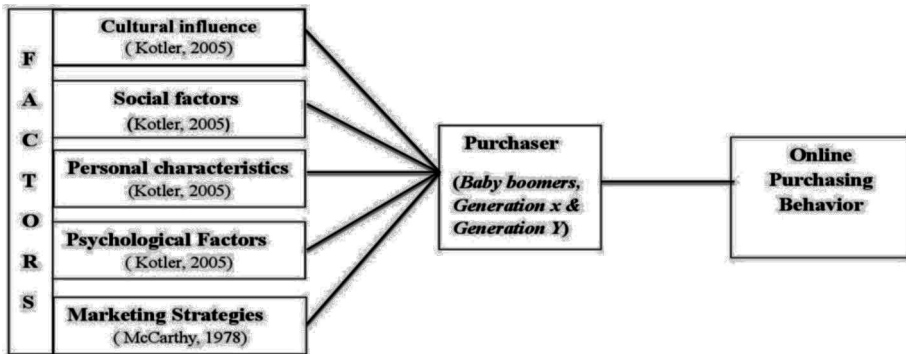 FACTORS
Cultural influence
( Kotler, 2005)
Social factors
(Kotler, 2005)
Personal characteristics
(Kotler, 2005)
Psychological Factors
( Kotler, 2005)
Marketing Strategies
( McCarthy, 1978)
Purchaser
(Baby boomers,
Generation x &
Generation Y)
Online
Purchasing
Behavior